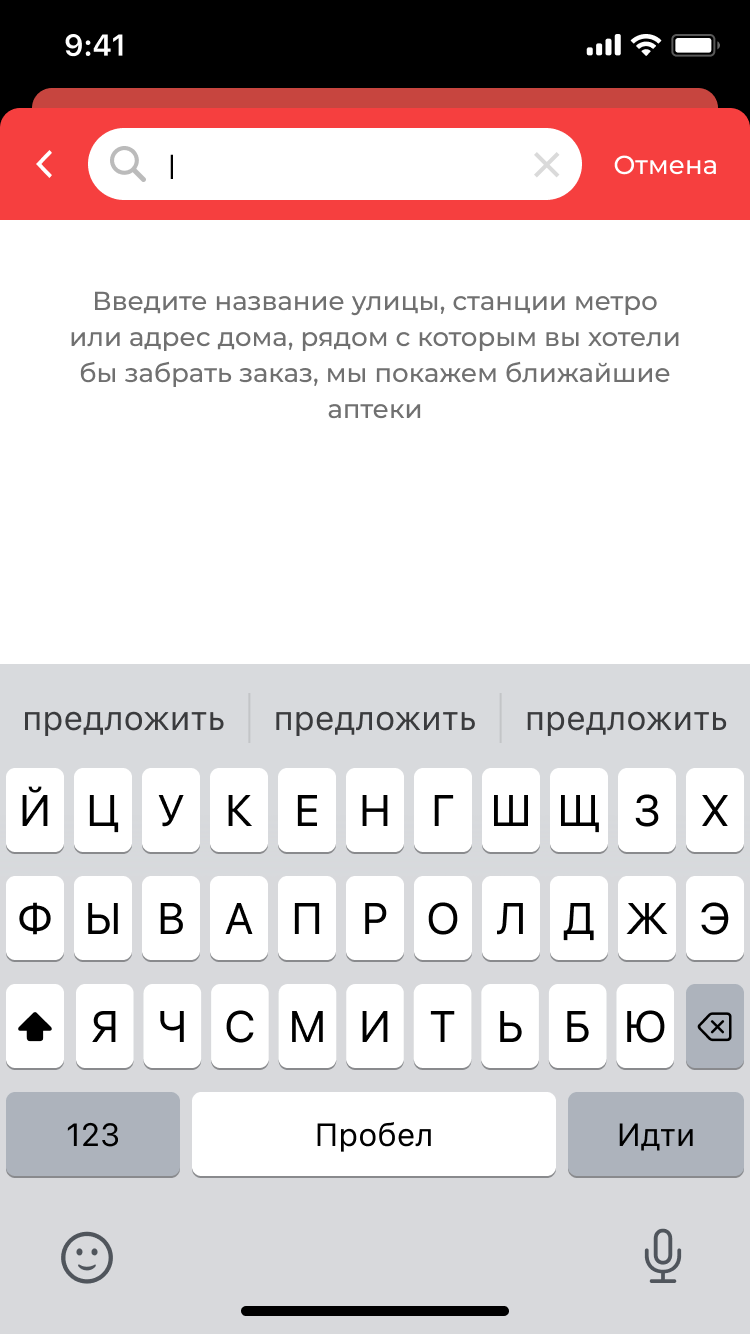 9:41
Отмена
Введите название улицы, станции метро
или адрес дома, рядом с которым вы хотели
бы забрать заказ, мы покажем ближайшие
аптеки
предложить предложить предложить
Й Ц У К Е Н Г Ш Щ З Х
Ф Ы В А П Р О Л Д Ж Э
Я Ч С М И Т Ь Б Ю
123 Пробел Идти